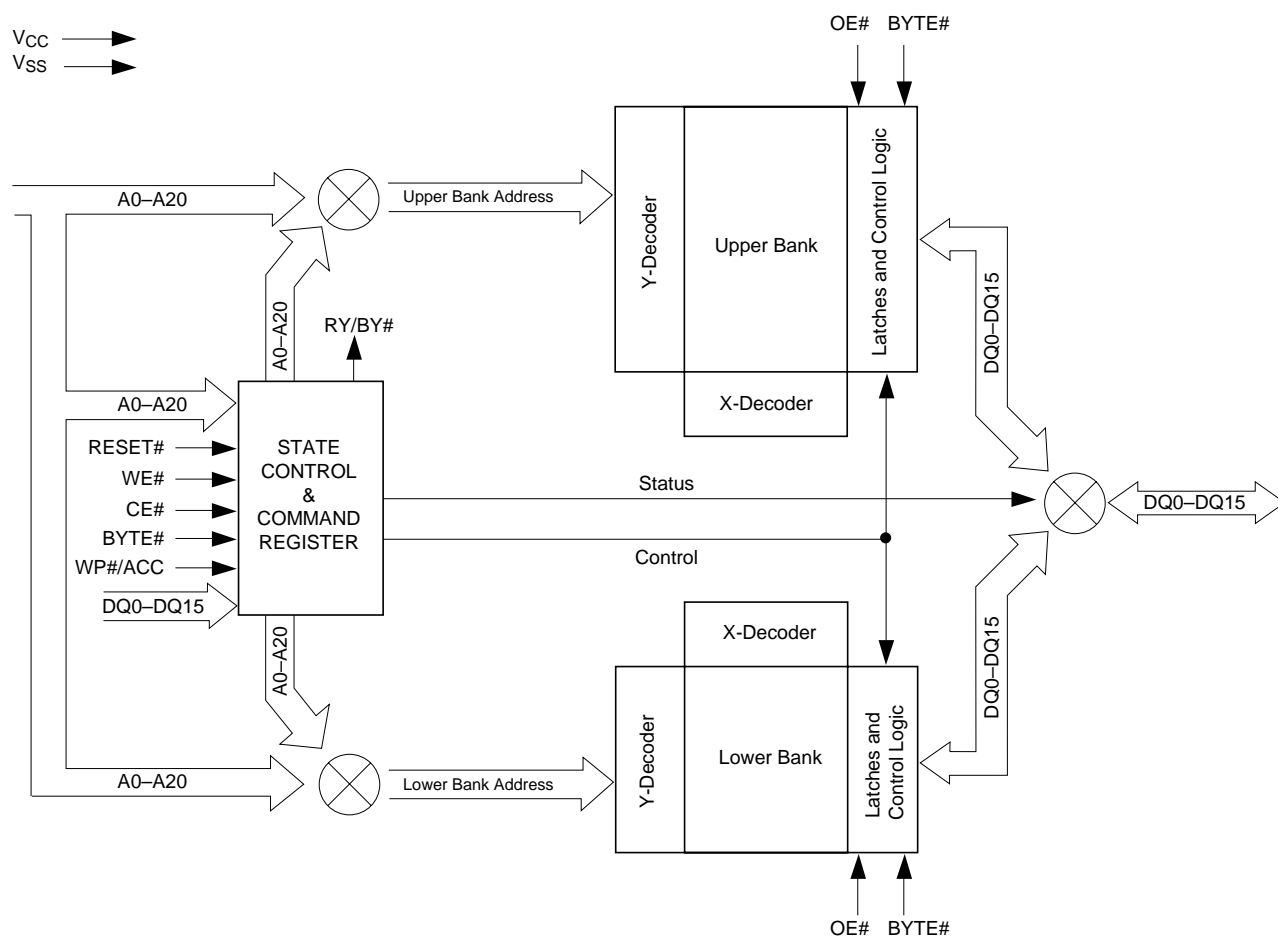 VCC
VSS
OE# BYTE#
A0–A20
Upper Bank Address
Y-Decoder
Upper Bank
Latches and Control Logic
X-Decoder
DQ0–DQ15
A0–A20
RY/BY#
A0–A20
RESET#
WE#
CE#
BYTE#
WP#/ACC
DQ0–DQ15
STATE
CONTROL
&
COMMAND
REGISTER
Status
Control
DQ0–DQ15
A0–A20
X-Decoder
Y-Decoder
Lower Bank
Latches and
Control Logic
DQ0–DQ15
A0–A20
Lower Bank Address
OE# BYTE#